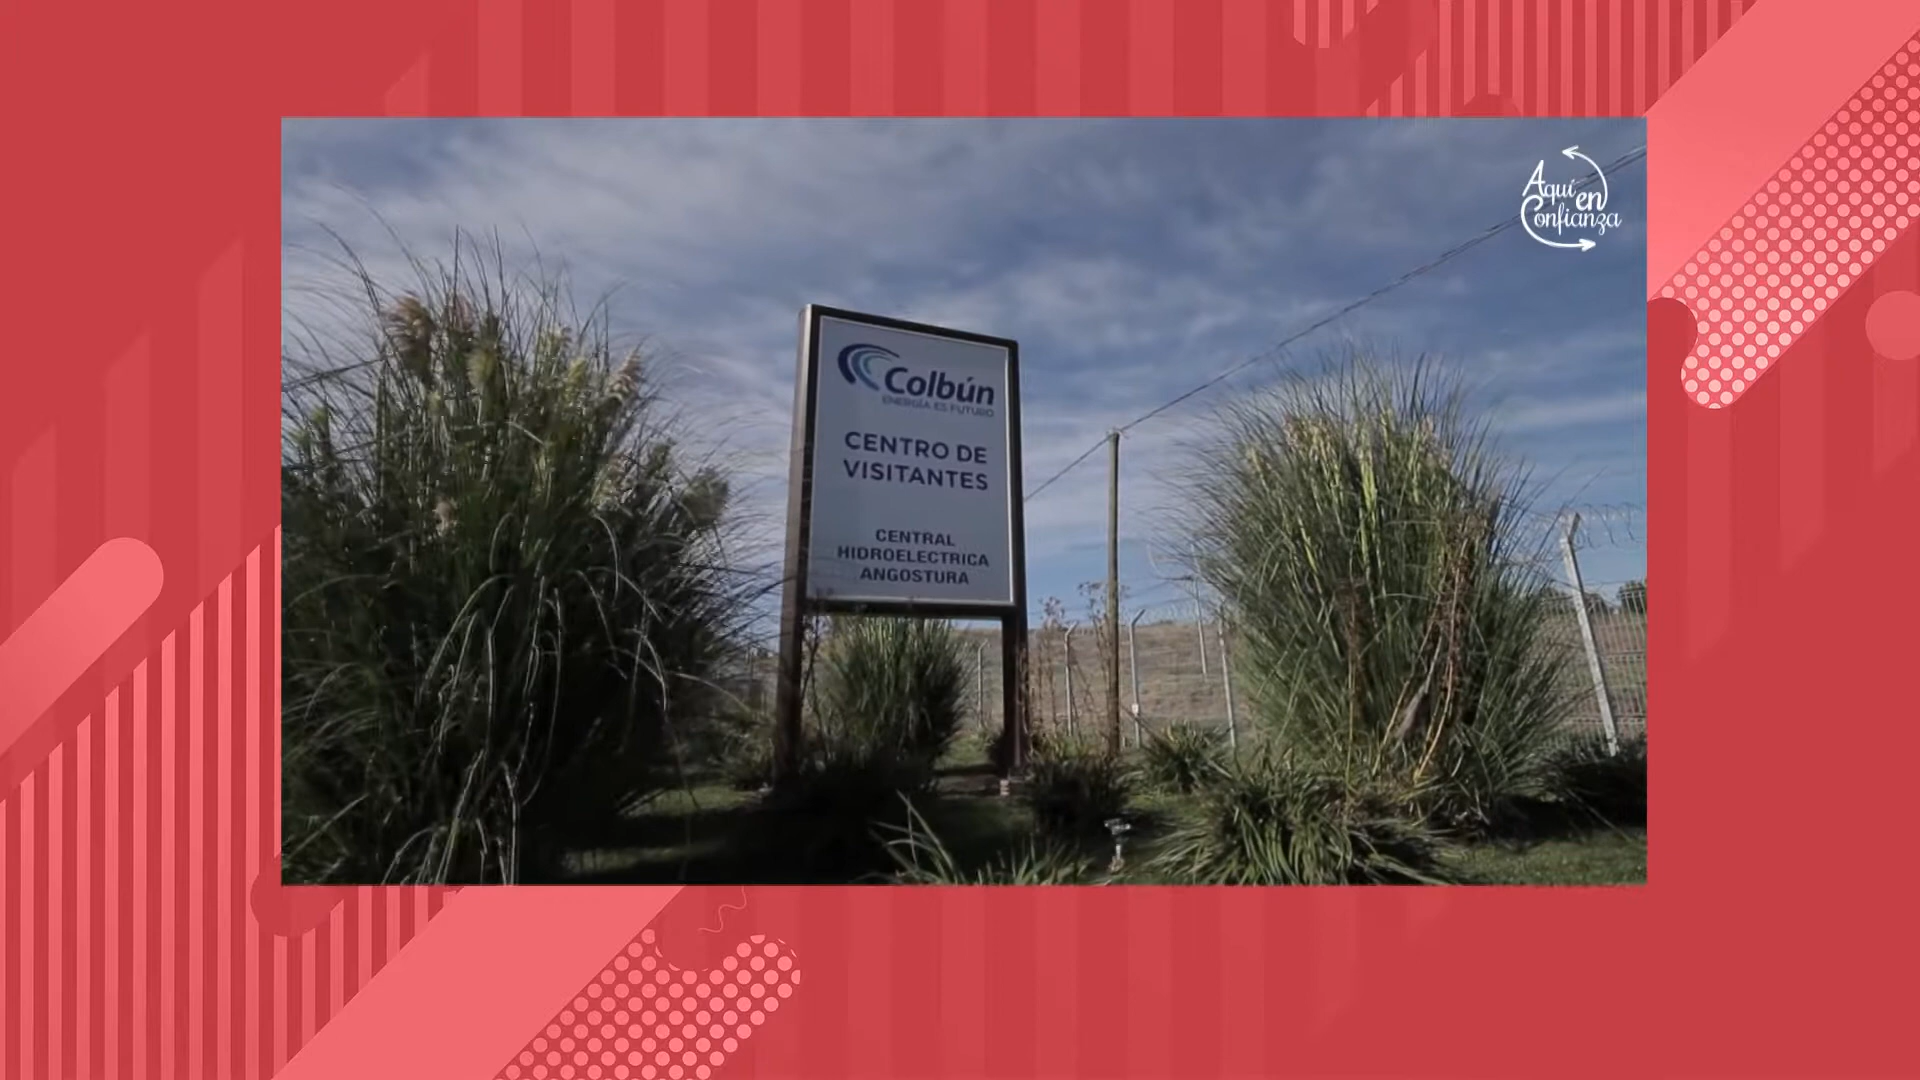 Aquí
en
Confianza
Colbún
ENERGÍA ES FUTURO
CENTRO DE
VISITANTES
CENTRAL
HIDROELECTRICA
ANGOSTURA